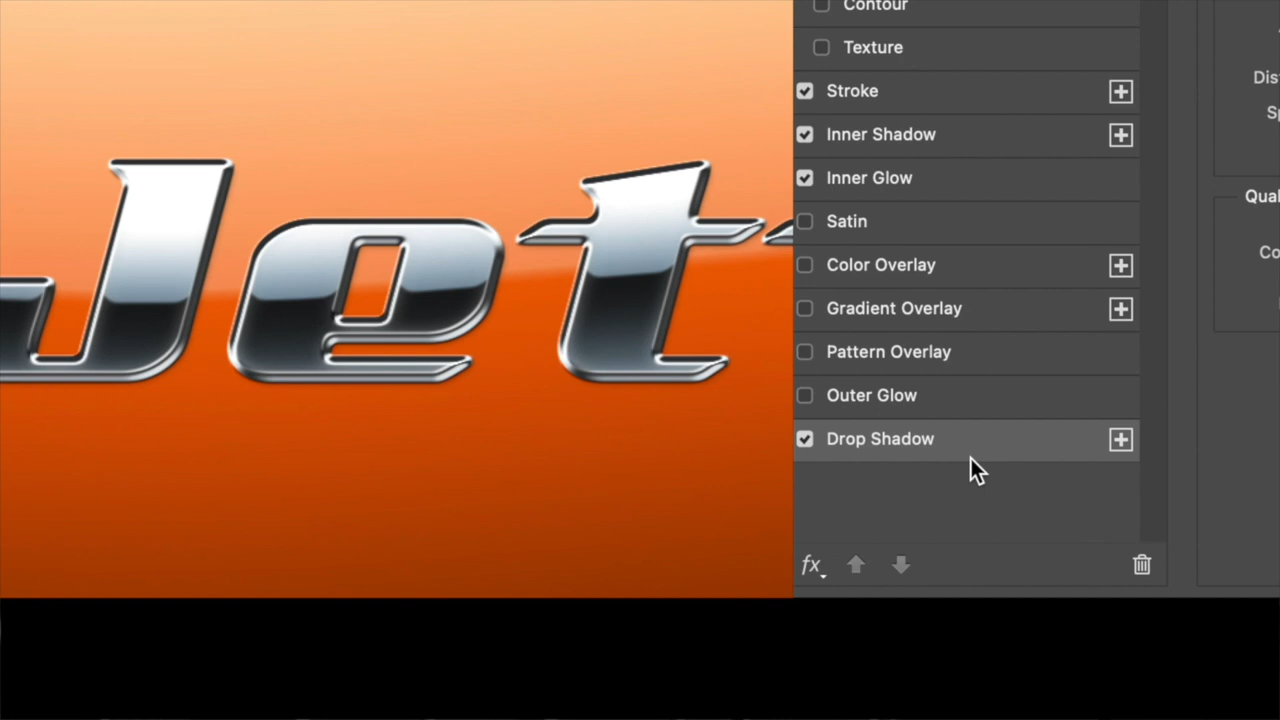 Jet
Contour
Texture
Stroke
Inner Shadow
Inner Glow
Satin
Color Overlay
Gradient Overlay
Pattern Overlay
Outer Glow
Drop Shadow
fx